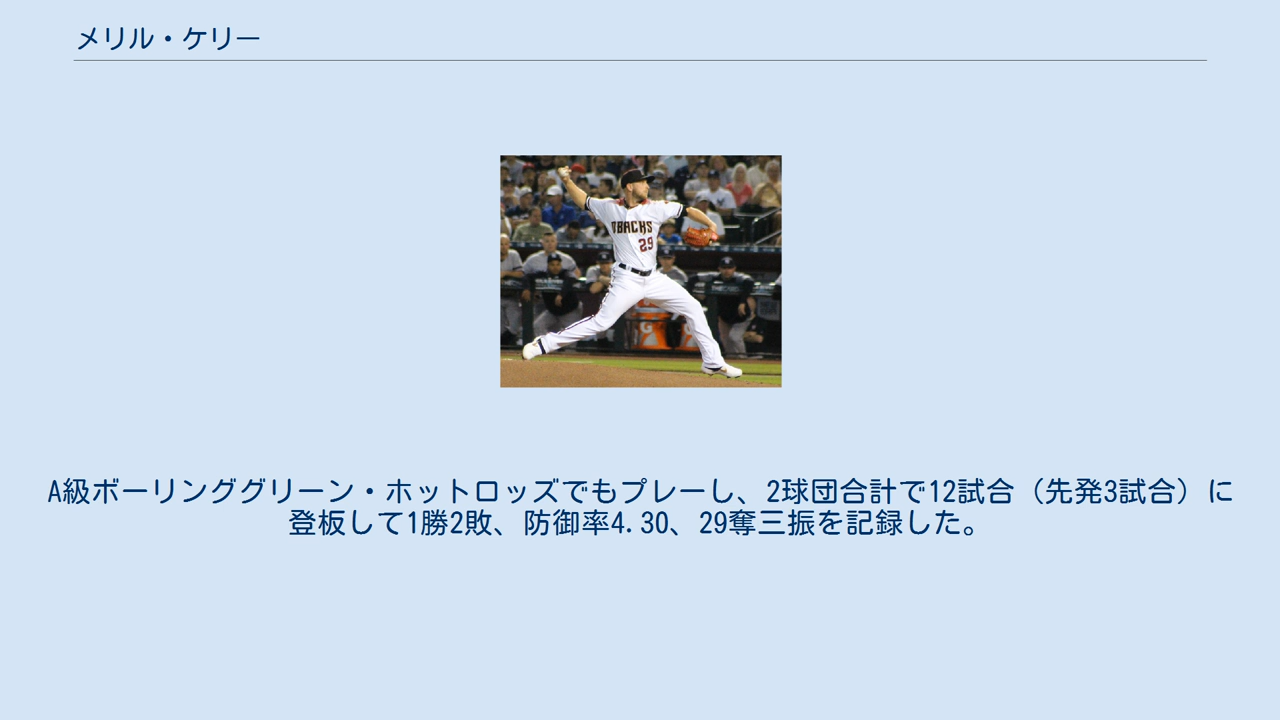 メリル・ケリー
DBACKS
29
G
A級ボーリンググリーン・ホットロッズでもプレーし、2球団合計で12試合（先発3試合）に
登板して1勝2敗、防御率4.30、29奪三振を記録した。